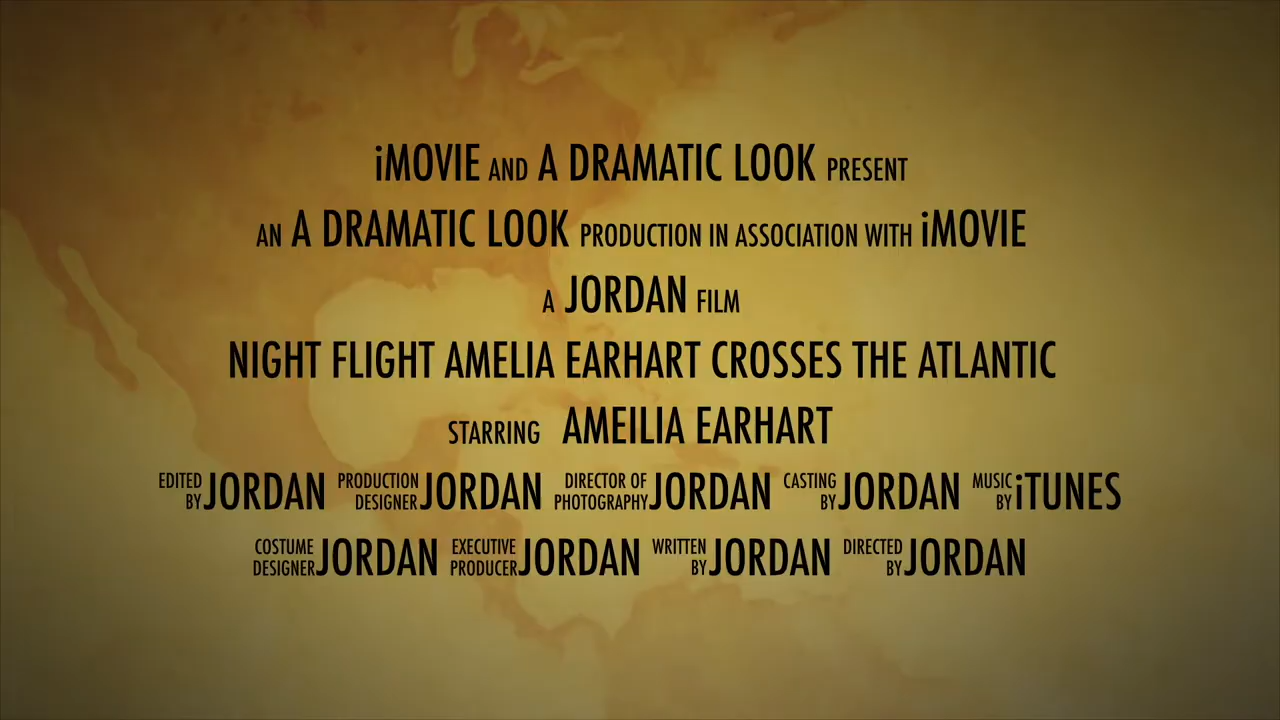 iMOVIE AND A DRAMATIC LOOK PRESENT
AN A DRAMATIC LOOK PRODUCTION IN ASSOCIATION WITH iMOVIE
A JORDAN FILM
NIGHT FLIGHT AMELIA EARHART CROSSES THE ATLANTIC
STARRING AMEILIA EARHART
EDITED BY JORDAN PRODUCTION DESIGNER JORDAN DIRECTOR OF PHOTOGRAPHY JORDAN CASTING BY JORDAN MUSIC BY iTUNES
COSTUME DESIGNER JORDAN EXECUTIVE PRODUCER JORDAN WRITTEN BY JORDAN DIRECTED BY JORDAN